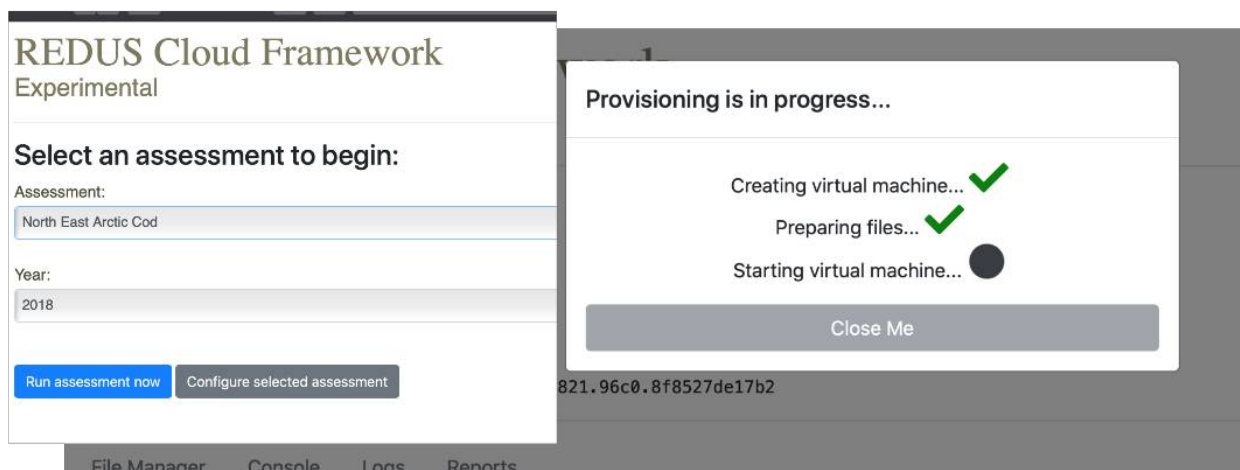 REDUS Cloud Framework
Experimental
Select an assessment to begin:
Assessment:
North East Arctic Cod
Year:
2018
Run assessment now
Configure selected assessment
Provisioning is in progress...
Creating virtual machine...
Preparing files...
Starting virtual machine...
Close Me
821.96c0.8f8527de17b2
File Manager Console Logs Reports